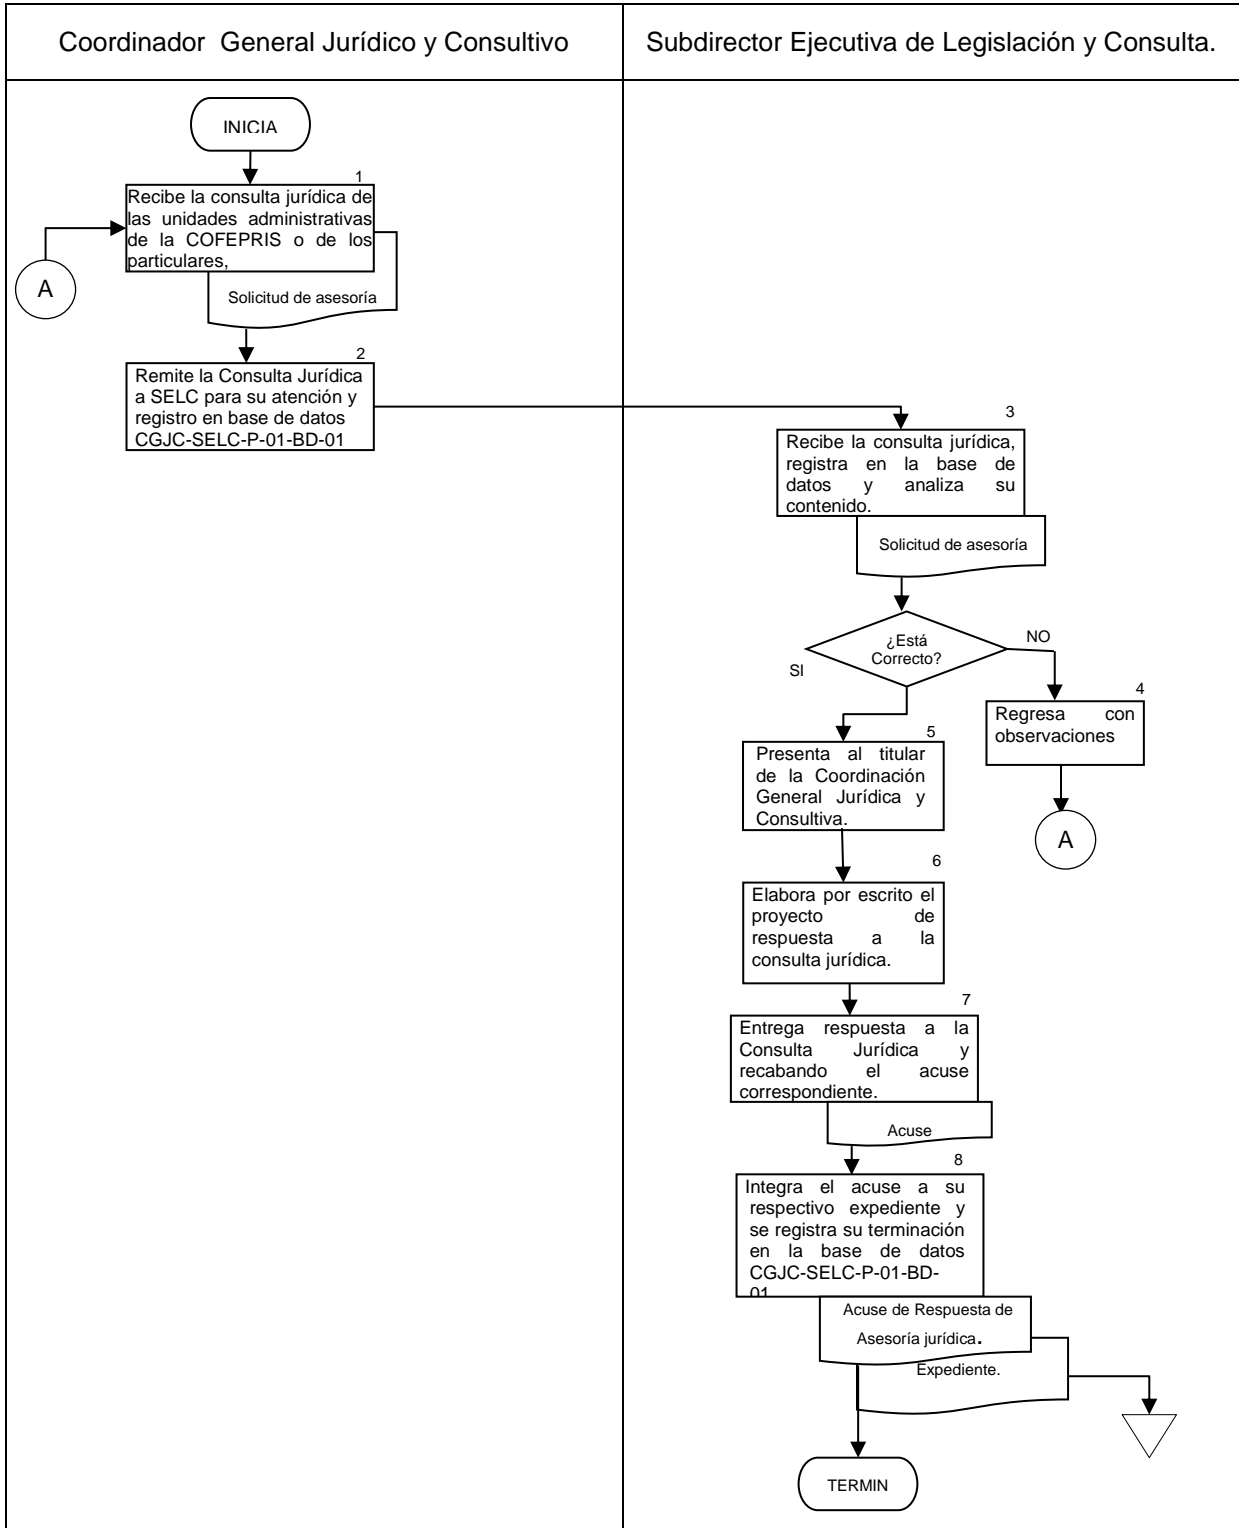 Coordinador General Jurídico y Consultivo
Subdirector Ejecutiva de Legislación y Consulta.
INICIA
1
Recibe la consulta jurídica de
las unidades administrativas
de la COFEPRIS o de los
particulares,
A
Solicitud de asesoría
2
Remite la Consulta Jurídica
a SELC para su atención y
registro en base de datos
CGJC-SELC-P-01-BD-01
3
Recibe la consulta jurídica,
registra en la base de
datos y analiza su
contenido.
Solicitud de asesoría
¿Está
Correcto?
NO
SI
4
Regresa con
observaciones
A
5
Presenta al titular
de la Coordinación
General Jurídica y
Consultiva.
6
Elabora por escrito el
proyecto de
respuesta a la
consulta jurídica.
7
Entrega respuesta a la
Consulta Jurídica y
recabando el acuse
correspondiente.
Acuse
8
Integra el acuse a su
respectivo expediente y
se registra su terminación
en la base de datos
CGJC-SELC-P-01-BD-
01
Acuse de Respuesta de
Asesoría jurídica.
Expediente.
TERMIN